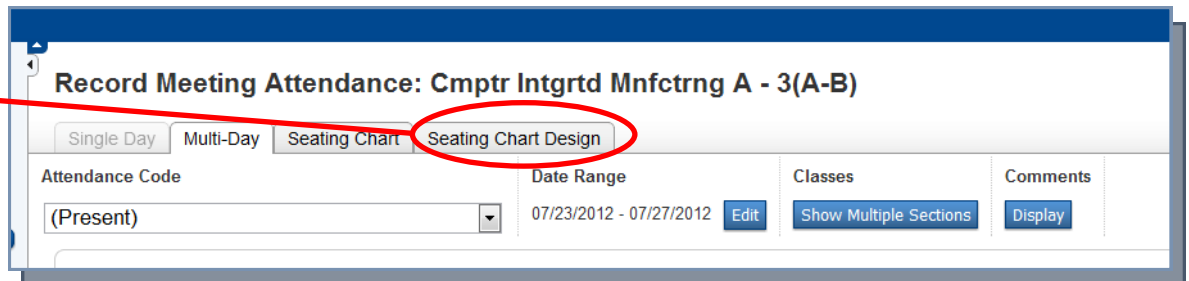 Record Meeting Attendance: Cmptr Intgrtd Mnfctrng A - 3(A-B)
Single Day Multi-Day Seating Chart Seating Chart Design
Attendance Code Date Range Classes Comments
(Present) 07/23/2012 - 07/27/2012 Edit Show Multiple Sections Display